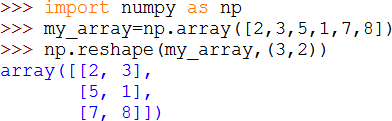 >>> import numpy as np
>>> my_array=np.array([2,3,5,1,7,8])
>>> np.reshape(my_array,(3,2))
array([[2, 3],
       [5, 1],
       [7, 8]])